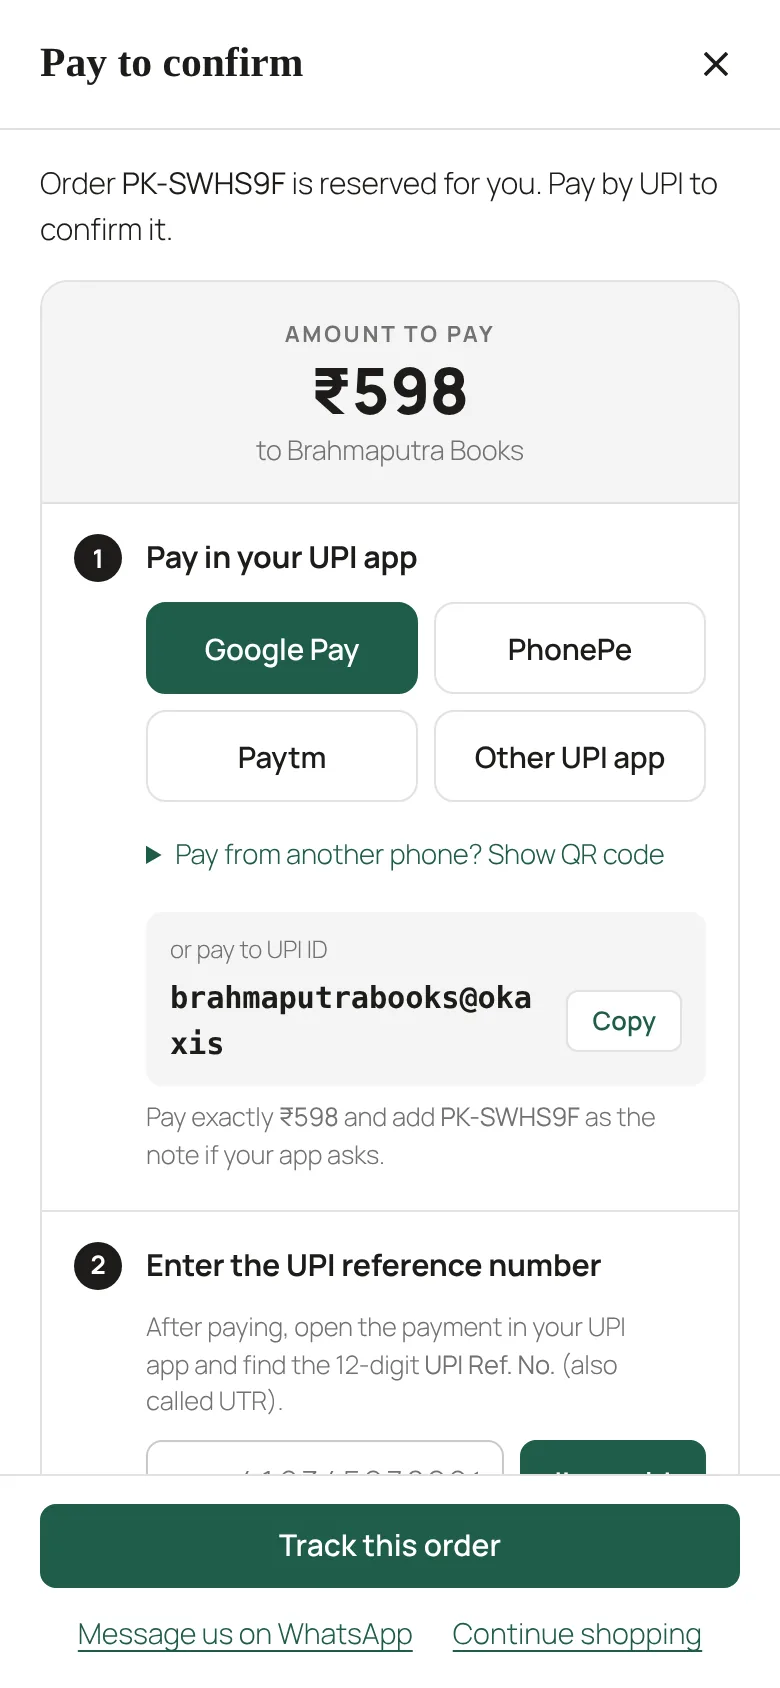 Pay to confirm
Order PK-SWHS9F is reserved for you. Pay by UPI to
confirm it.
AMOUNT TO PAY
₹598
to Brahmaputra Books
1 Pay in your UPI app
Google Pay
PhonePe
Paytm
Other UPI app
Pay from another phone? Show QR code
or pay to UPI ID
brahmaputrabooks@oka
xis
Copy
Pay exactly ₹598 and add PK-SWHS9F as the
note if your app asks.
2 Enter the UPI reference number
After paying, open the payment in your UPI
app and find the 12-digit UPI Ref. No. (also
called UTR).
Track this order
Message us on WhatsApp
Continue shopping